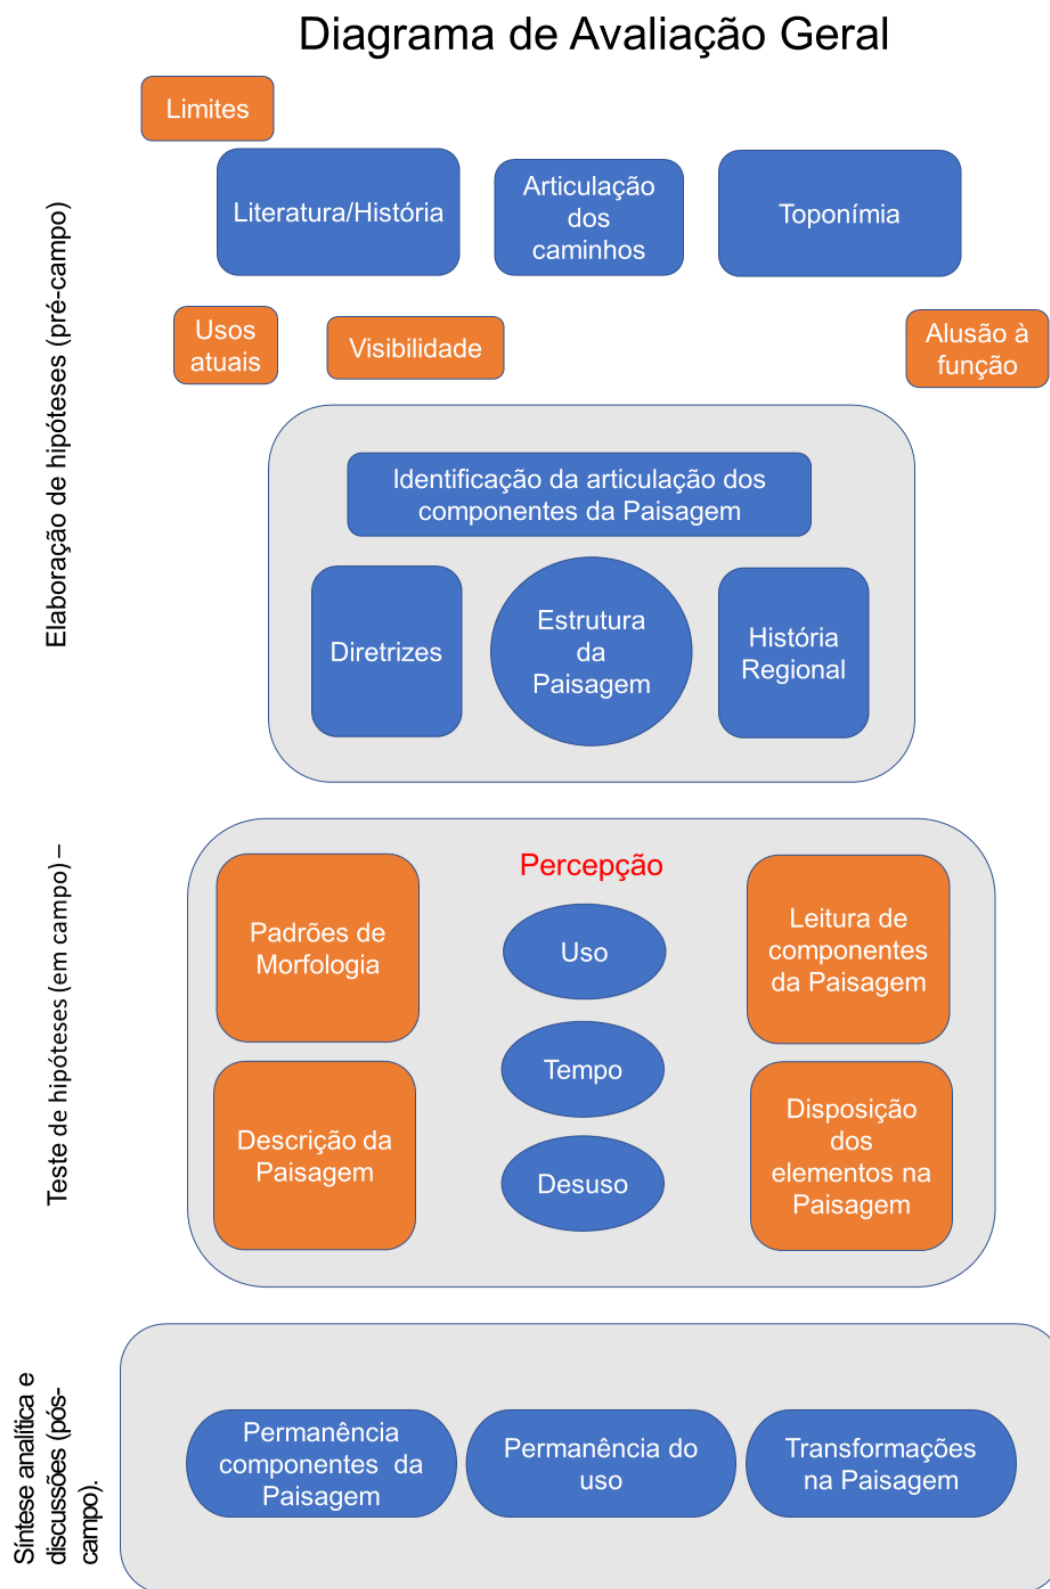 Diagrama de Avaliação Geral
Limites
Literatura/História
Articulação
dos
caminhos
Toponímia
Usos
atuais
Visibilidade
Alusão à
função
Elaboração de hipóteses (pré-campo)
Identificação da articulação dos
componentes da Paisagem
Diretrizes
Estrutura
da
Paisagem
História
Regional
Teste de hipóteses (em campo) –
Percepção
Padrões de
Morfologia
Uso
Leitura de
componentes
da Paisagem
Tempo
Descrição da
Paisagem
Desuso
Disposição
dos
elementos na
Paisagem
Síntese analítica e
discussões (pós-
campo).
Permanência
componentes da
Paisagem
Permanência do
uso
Transformações
na Paisagem